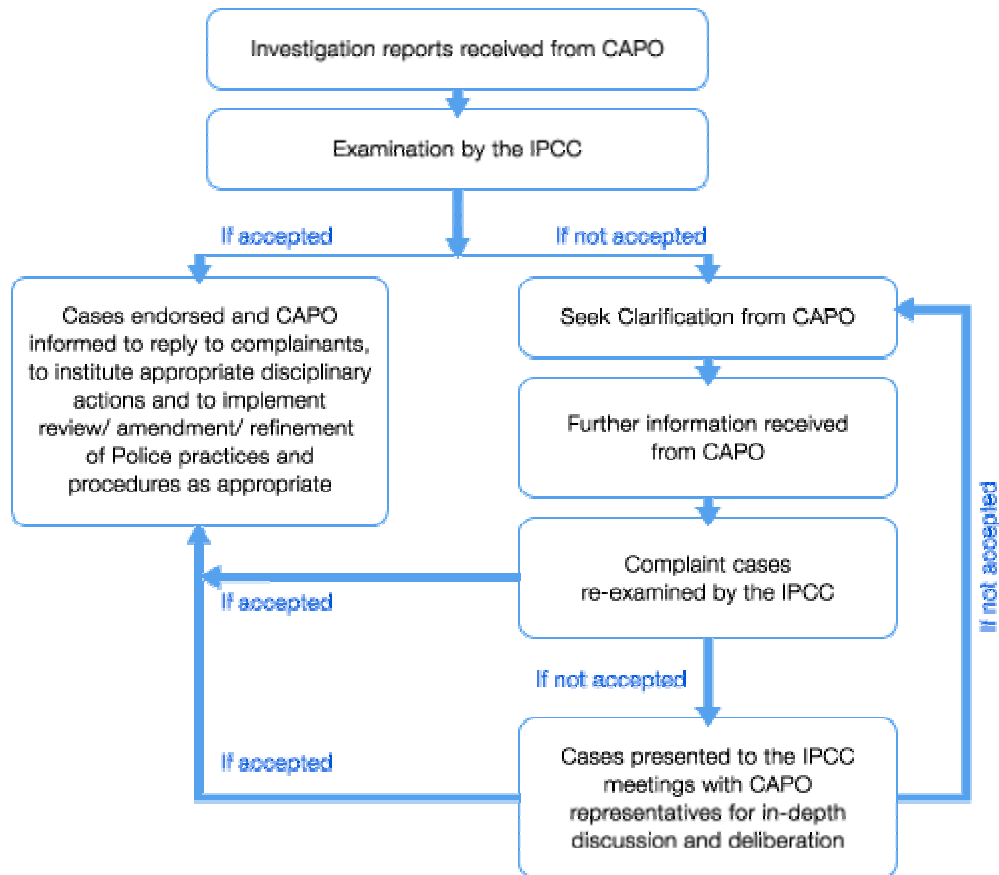 Investigation reports received from CAPO
Examination by the IPCC
If accepted
If not accepted
Cases endorsed and CAPO
informed to reply to complainants,
to institute appropriate disciplinary
actions and to implement
review/ amendment/ refinement
of Police practices and
procedures as appropriate
Seek Clarification from CAPO
Further information received
from CAPO
Complaint cases
re-examined by the IPCC
If accepted
If not accepted
If not accepted
Cases presented to the IPCC
meetings with CAPO
representatives for in-depth
discussion and deliberation
If accepted